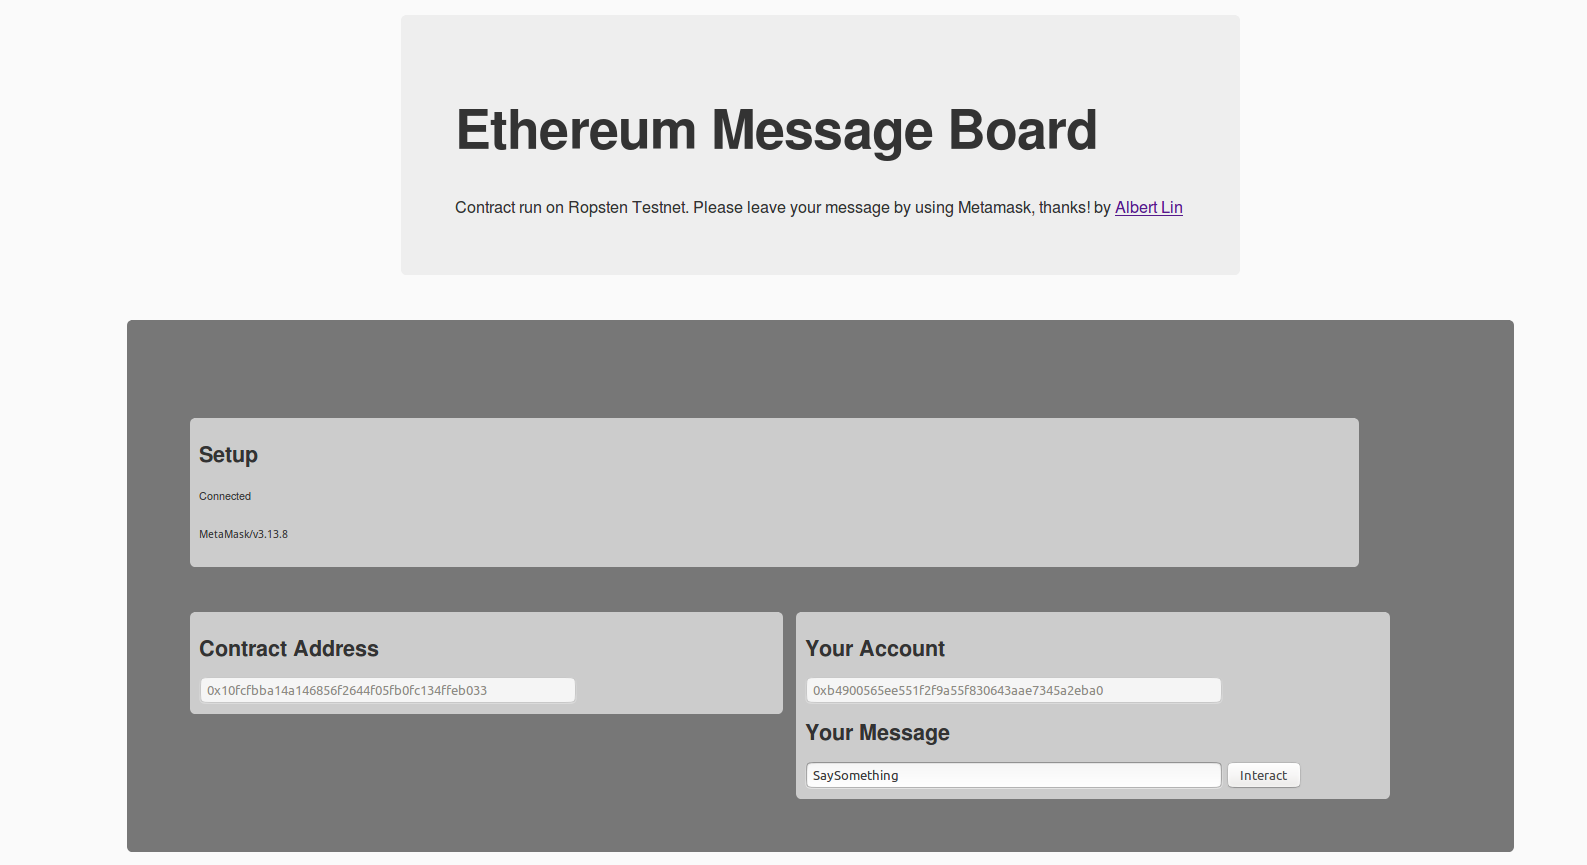 Ethereum Message Board
Contract run on Ropsten Testnet. Please leave your message by using Metamask, thanks! by Albert Lin
Setup
Connected
MetaMask/v3.13.8
Contract Address
0x10fcfbba14a146856f2644f05fb0fc134ffeb033
Your Account
0xb4900565ee551f2f9a55f830643aae7345a2eba0
Your Message
SaySomething
Interact